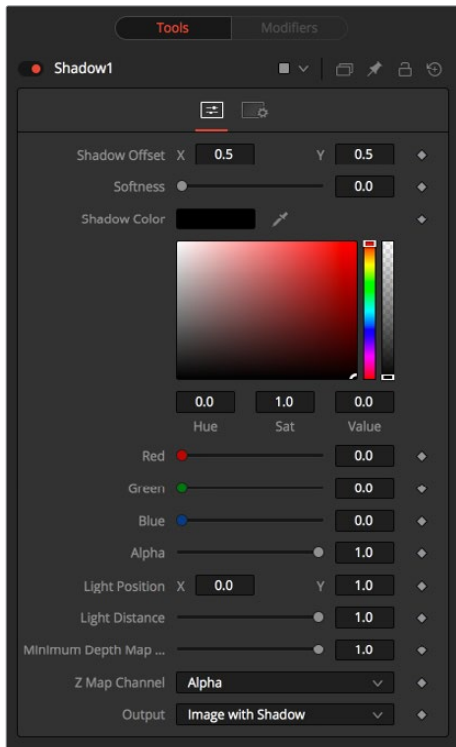 Tools Modifiers
Shadow1
Shadow Offset X 0.5 Y 0.5
Softness 0.0
Shadow Color
0.0 1.0 0.0
Hue Sat Value
Red 0.0
Green 0.0
Blue 0.0
Alpha 1.0
Light Position X 0.0 Y 1.0
Light Distance 1.0
Minimum Depth Map ... 1.0
Z Map Channel Alpha
Output Image with Shadow